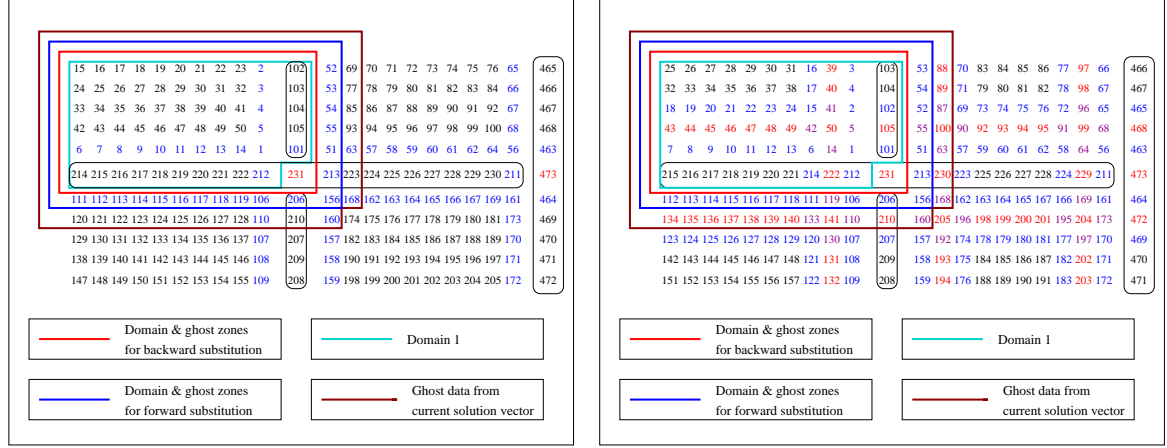 15 16 17 18 19 20 21 22 23 2 102 52 69 70 71 72 73 74 75 76 65 465
24 25 26 27 28 29 30 31 32 3 103 53 77 78 79 80 81 82 83 84 66 466
33 34 35 36 37 38 39 40 41 4 104 54 85 86 87 88 89 90 91 92 67 467
42 43 44 45 46 47 48 49 50 5 105 55 93 94 95 96 97 98 99 100 68 468
6 7 8 9 10 11 12 13 14 1 101 51 63 57 58 59 60 61 62 64 56 463
214 215 216 217 218 219 220 221 222 212 231 213 223 224 225 226 227 228 229 230 211 473
111 112 113 114 115 116 117 118 119 106 206 156 168 162 163 164 165 166 167 169 161 464
120 121 122 123 124 125 126 127 128 110 210 160 174 175 176 177 178 179 180 181 173 469
129 130 131 132 133 134 135 136 137 107 207 157 182 183 184 185 186 187 188 189 170 470
138 139 140 141 142 143 144 145 146 108 209 158 190 191 192 193 194 195 196 197 171 471
147 148 149 150 151 152 153 154 155 109 208 159 198 199 200 201 202 203 204 205 172 472
Domain & ghost zones
for backward substitution
Domain 1
Domain & ghost zones
for forward substitution
Ghost data from
current solution vector
25 26 27 28 29 30 31 16 39 3 103 53 88 70 83 84 85 86 77 97 66 466
32 33 34 35 36 37 38 17 40 4 104 54 89 71 79 80 81 82 78 98 67 467
18 19 20 21 22 23 24 15 41 2 102 52 87 69 73 74 75 76 72 96 65 465
43 44 45 46 47 48 49 42 50 5 105 55 100 90 92 93 94 95 91 99 68 468
7 8 9 10 11 12 13 6 14 1 101 51 63 57 59 60 61 62 58 64 56 463
215 216 217 218 219 220 221 214 222 212 231 213 230 223 225 226 227 228 224 229 211 473
112 113 114 115 116 117 118 111 119 106 206 156 168 162 163 164 165 167 166 169 161 464
134 135 136 137 138 139 140 133 141 110 210 160 205 196 198 199 200 201 195 204 173 472
123 124 125 126 127 128 129 120 130 107 207 157 192 174 178 179 180 181 177 197 170 469
142 143 144 145 146 147 148 121 131 108 209 158 193 175 184 185 186 187 182 202 171 470
151 152 153 154 155 156 157 122 132 109 208 159 194 176 188 189 190 191 183 203 172 471
Domain & ghost zones
for backward substitution
Domain 1
Domain & ghost zones
for forward substitution
Ghost data from
current solution vector